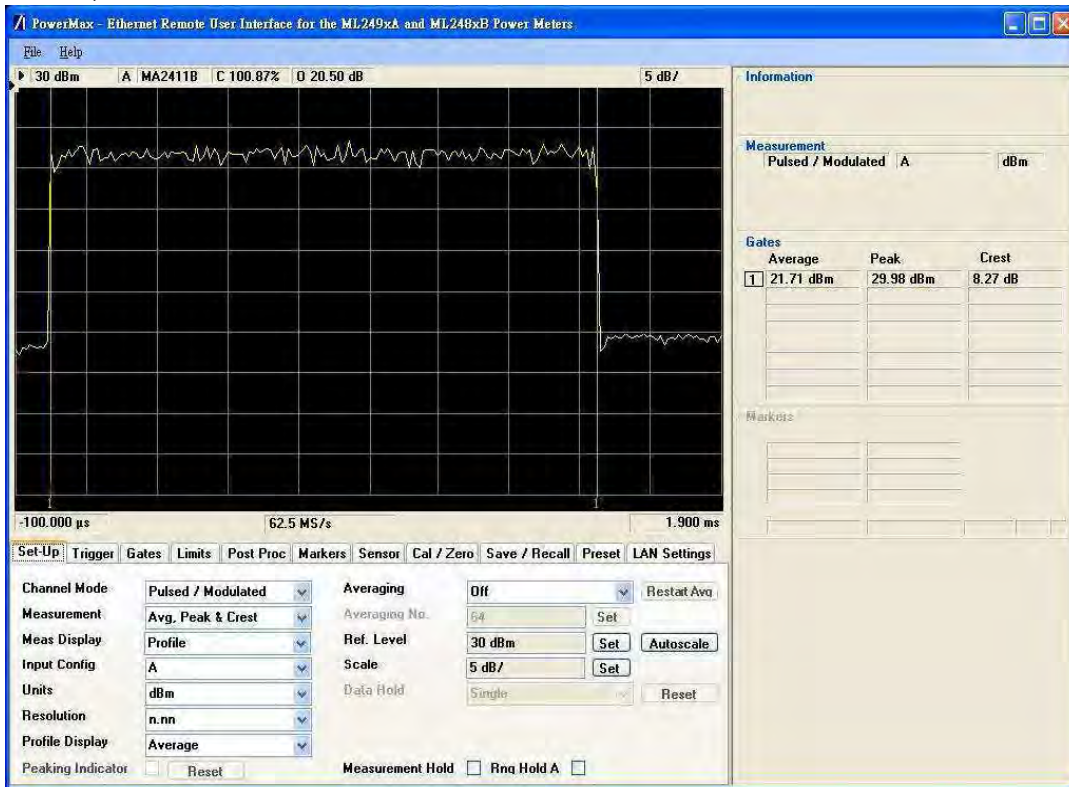 PowerMax - Ethernet Remote User Interface for the ML249xA and ML248xB Power Meters
File Help
30 dBm A MA2411B C 100.87% O 20.50 dB 5 dB/
1 1
-100.000 µs 62.5 MS/s 1.900 ms
Information
Measurement
Pulsed / Modulated A dBm
Gates
Average Peak Crest
1 21.71 dBm 29.98 dBm 8.27 dB
Markers
Set-Up Trigger Gates Limits Post Proc Markers Sensor Cal / Zero Save / Recall Preset LAN Settings
Channel Mode Pulsed / Modulated Averaging Off Restart Avg
Measurement Avg, Peak & Crest Averaging No. 64 Set
Meas Display Profile Ref. Level 30 dBm Set Autoscale
Input Config A Scale 5 dB/ Set
Units dBm Data Hold Single Reset
Resolution n.nn
Profile Display Average
Peaking Indicator Reset Measurement Hold Rng Hold A